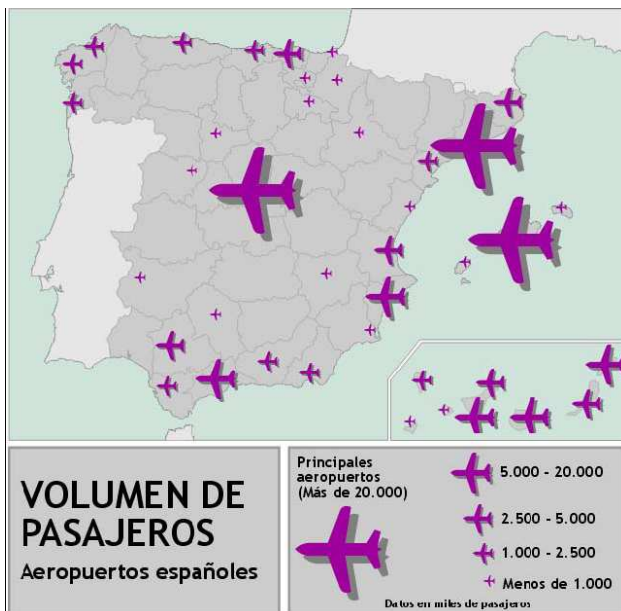 VOLUMEN DE
PASAJEROS
Aeropuertos españoles
Principales
aeropuertos
(Más de 20.000)
5.000 - 20.000
2.500 - 5.000
1.000 - 2.500
Menos de 1.000
Datos en miles de pasajeros